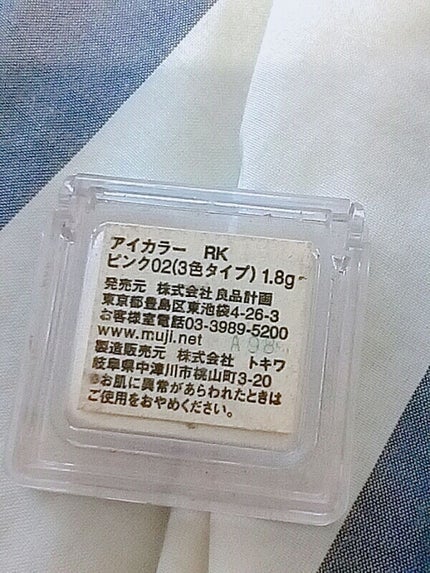 アイカラー　RK
ピンク02(3色タイプ) 1.8g
発売元　株式会社 良品計画
東京都豊島区東池袋4-26-3
お客様室電話03-3989-5200
www.muji.net
製造販売元　株式会社　トキワ
岐阜県中津川市桃山町3-20
●お肌に異常があらわれたときは
ご使用をおやめください。